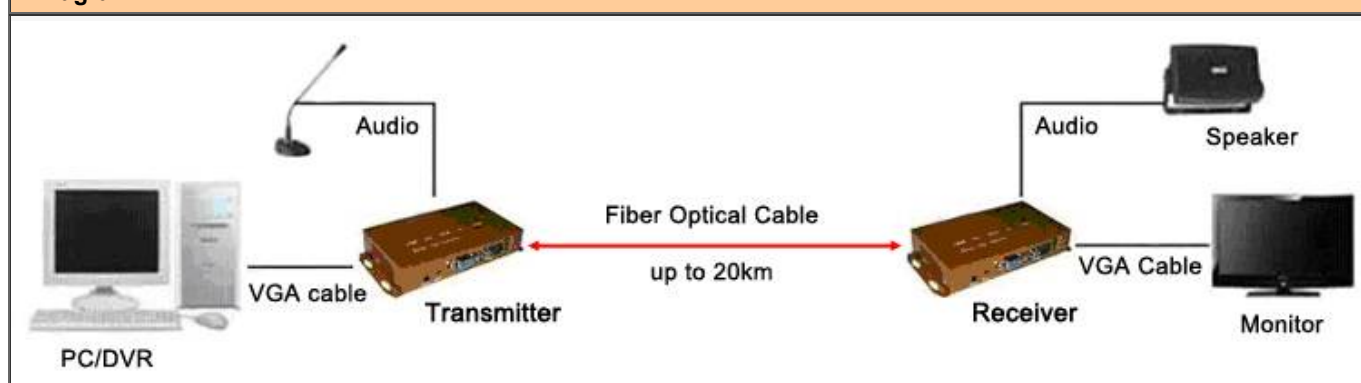 Audio
Audio
Speaker
Fiber Optical Cable
up to 20km
VGA cable
VGA Cable
Transmitter
Receiver
Monitor
PC/DVR